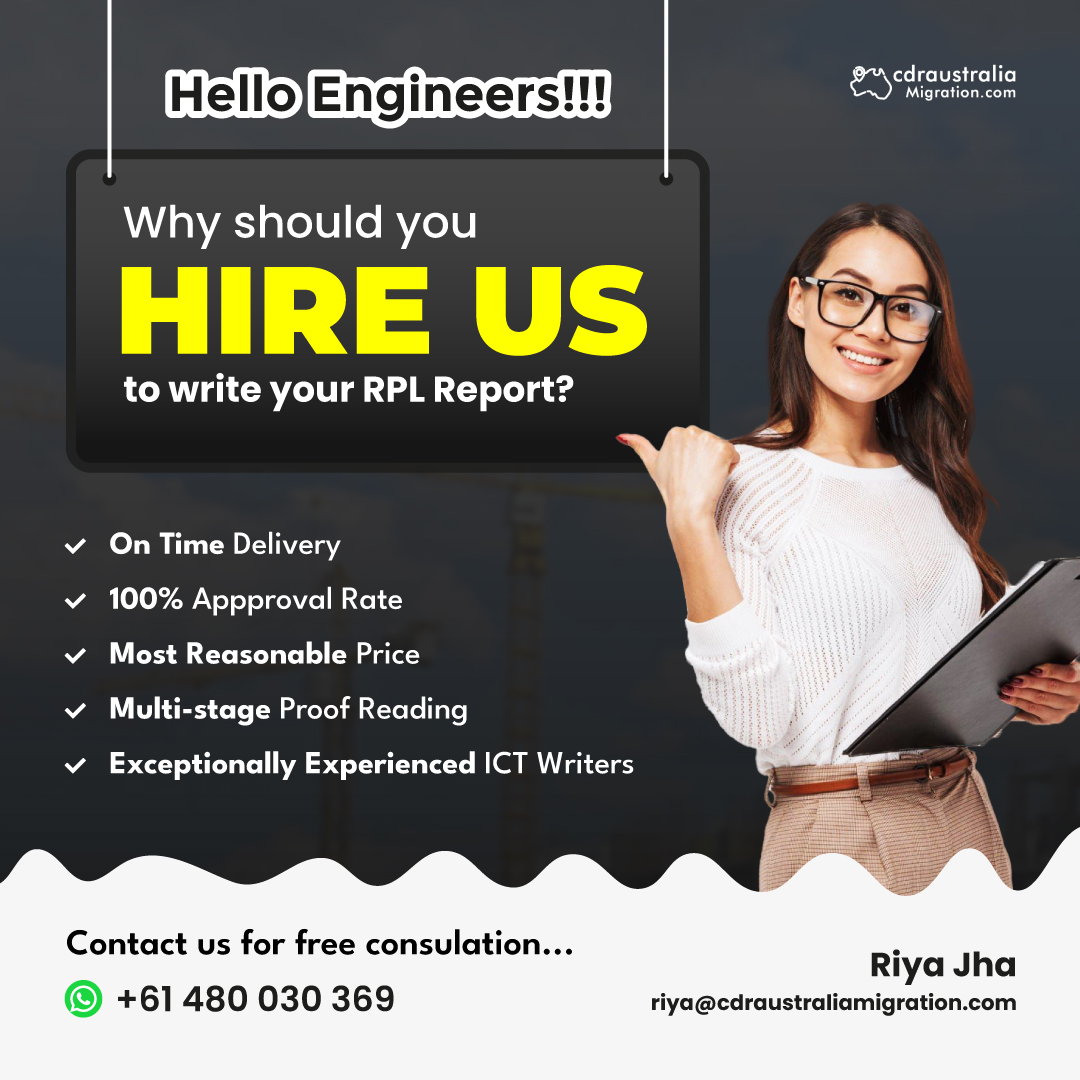 Hello Engineers!!!
cdraustralia
Migration.com
Why should you
HIRE US
to write your RPL Report?
On Time Delivery
100% Appproval Rate
Most Reasonable Price
Multi-stage Proof Reading
Exceptionally Experienced ICT Writers
Contact us for free consulation...
+61 480 030 369
Riya Jha
riya@cdraustraliamigration.com